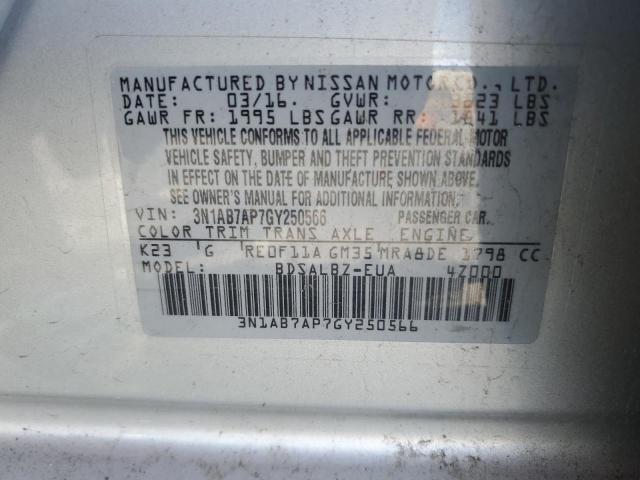 MANUFACTURED BY NISSAN MOTOR CO., LTD.
DATE: 03/16. GVWR: 3623 LBS
GAWR FR: 1995 LBS GAWR RR: 1641 LBS
THIS VEHICLE CONFORMS TO ALL APPLICABLE FEDERAL MOTOR
VEHICLE SAFETY, BUMPER AND THEFT PREVENTION STANDARDS
IN EFFECT ON THE DATE OF MANUFACTURE SHOWN ABOVE.
SEE OWNER'S MANUAL FOR ADDITIONAL INFORMATION.
VIN: 3N1AB7AP7GY250566 PASSENGER CAR.
COLOR TRIM TRANS AXLE ENGINE
K23 G RE0F11A GM35 MRA8DE 1798 CC
MODEL: BDSALBZ-EUA 4Z000
3N1AB7AP7GY250566